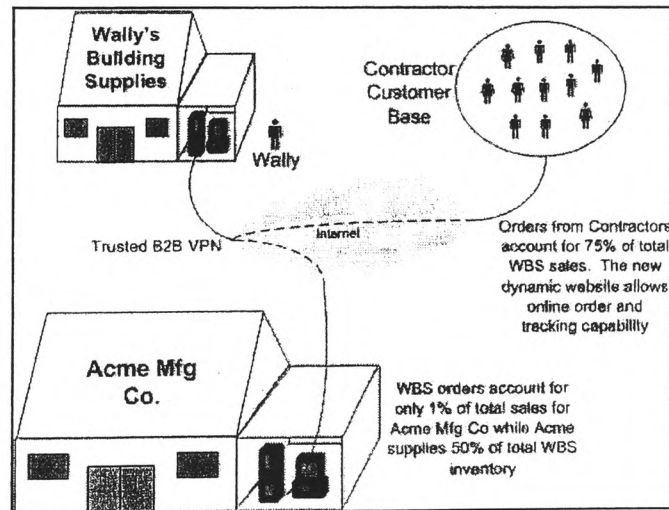 Wally's
Building
Supplies
Wally
Contractor
Customer
Base
Internet
Trusted B2B VPN
Orders from Contractors
account for 75% of total
WBS sales. The new
dynamic website allows
online order and
tracking capability
Acme Mfg
Co.
WBS orders account for
only 1% of total sales for
Acme Mfg Co while Acme
supplies 50% of total WBS
inventory